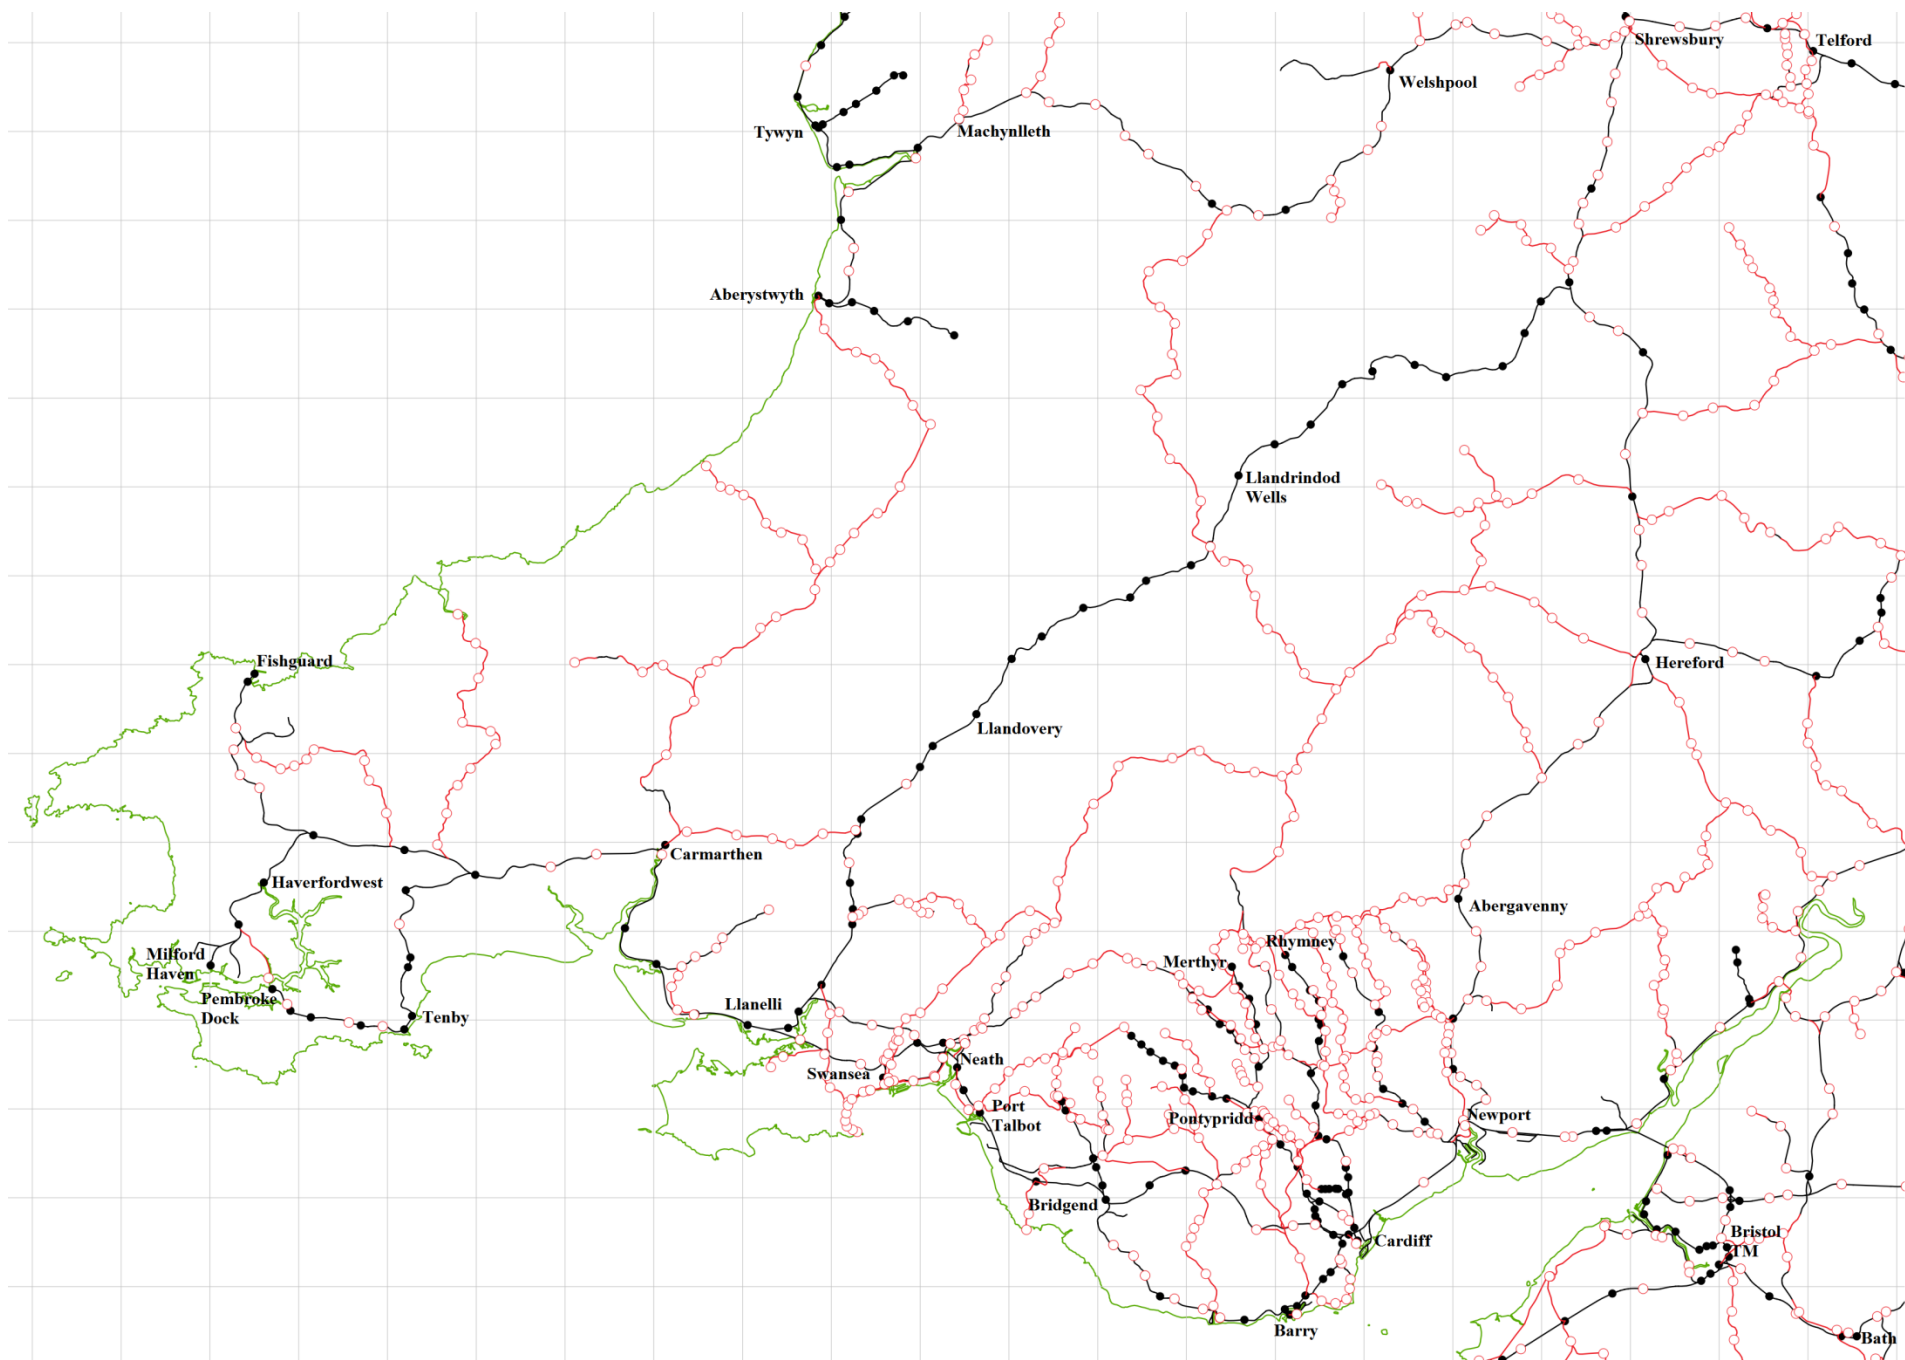 Shrewsbury
Telford
Welshpool
Tywyn
Machynlleth
Aberystwyth
Llandrindod
Wells
Fishguard
Hereford
Llandovery
Carmarthen
Haverfordwest
Abergavenny
Milford
Haven
Rhymney
Merthyr
Pembroke
Dock
Tenby
Llanelli
Neath
Swansea
Port
Talbot
Pontypridd
Newport
Bridgend
Cardiff
Bristol
TM
Barry
Bath